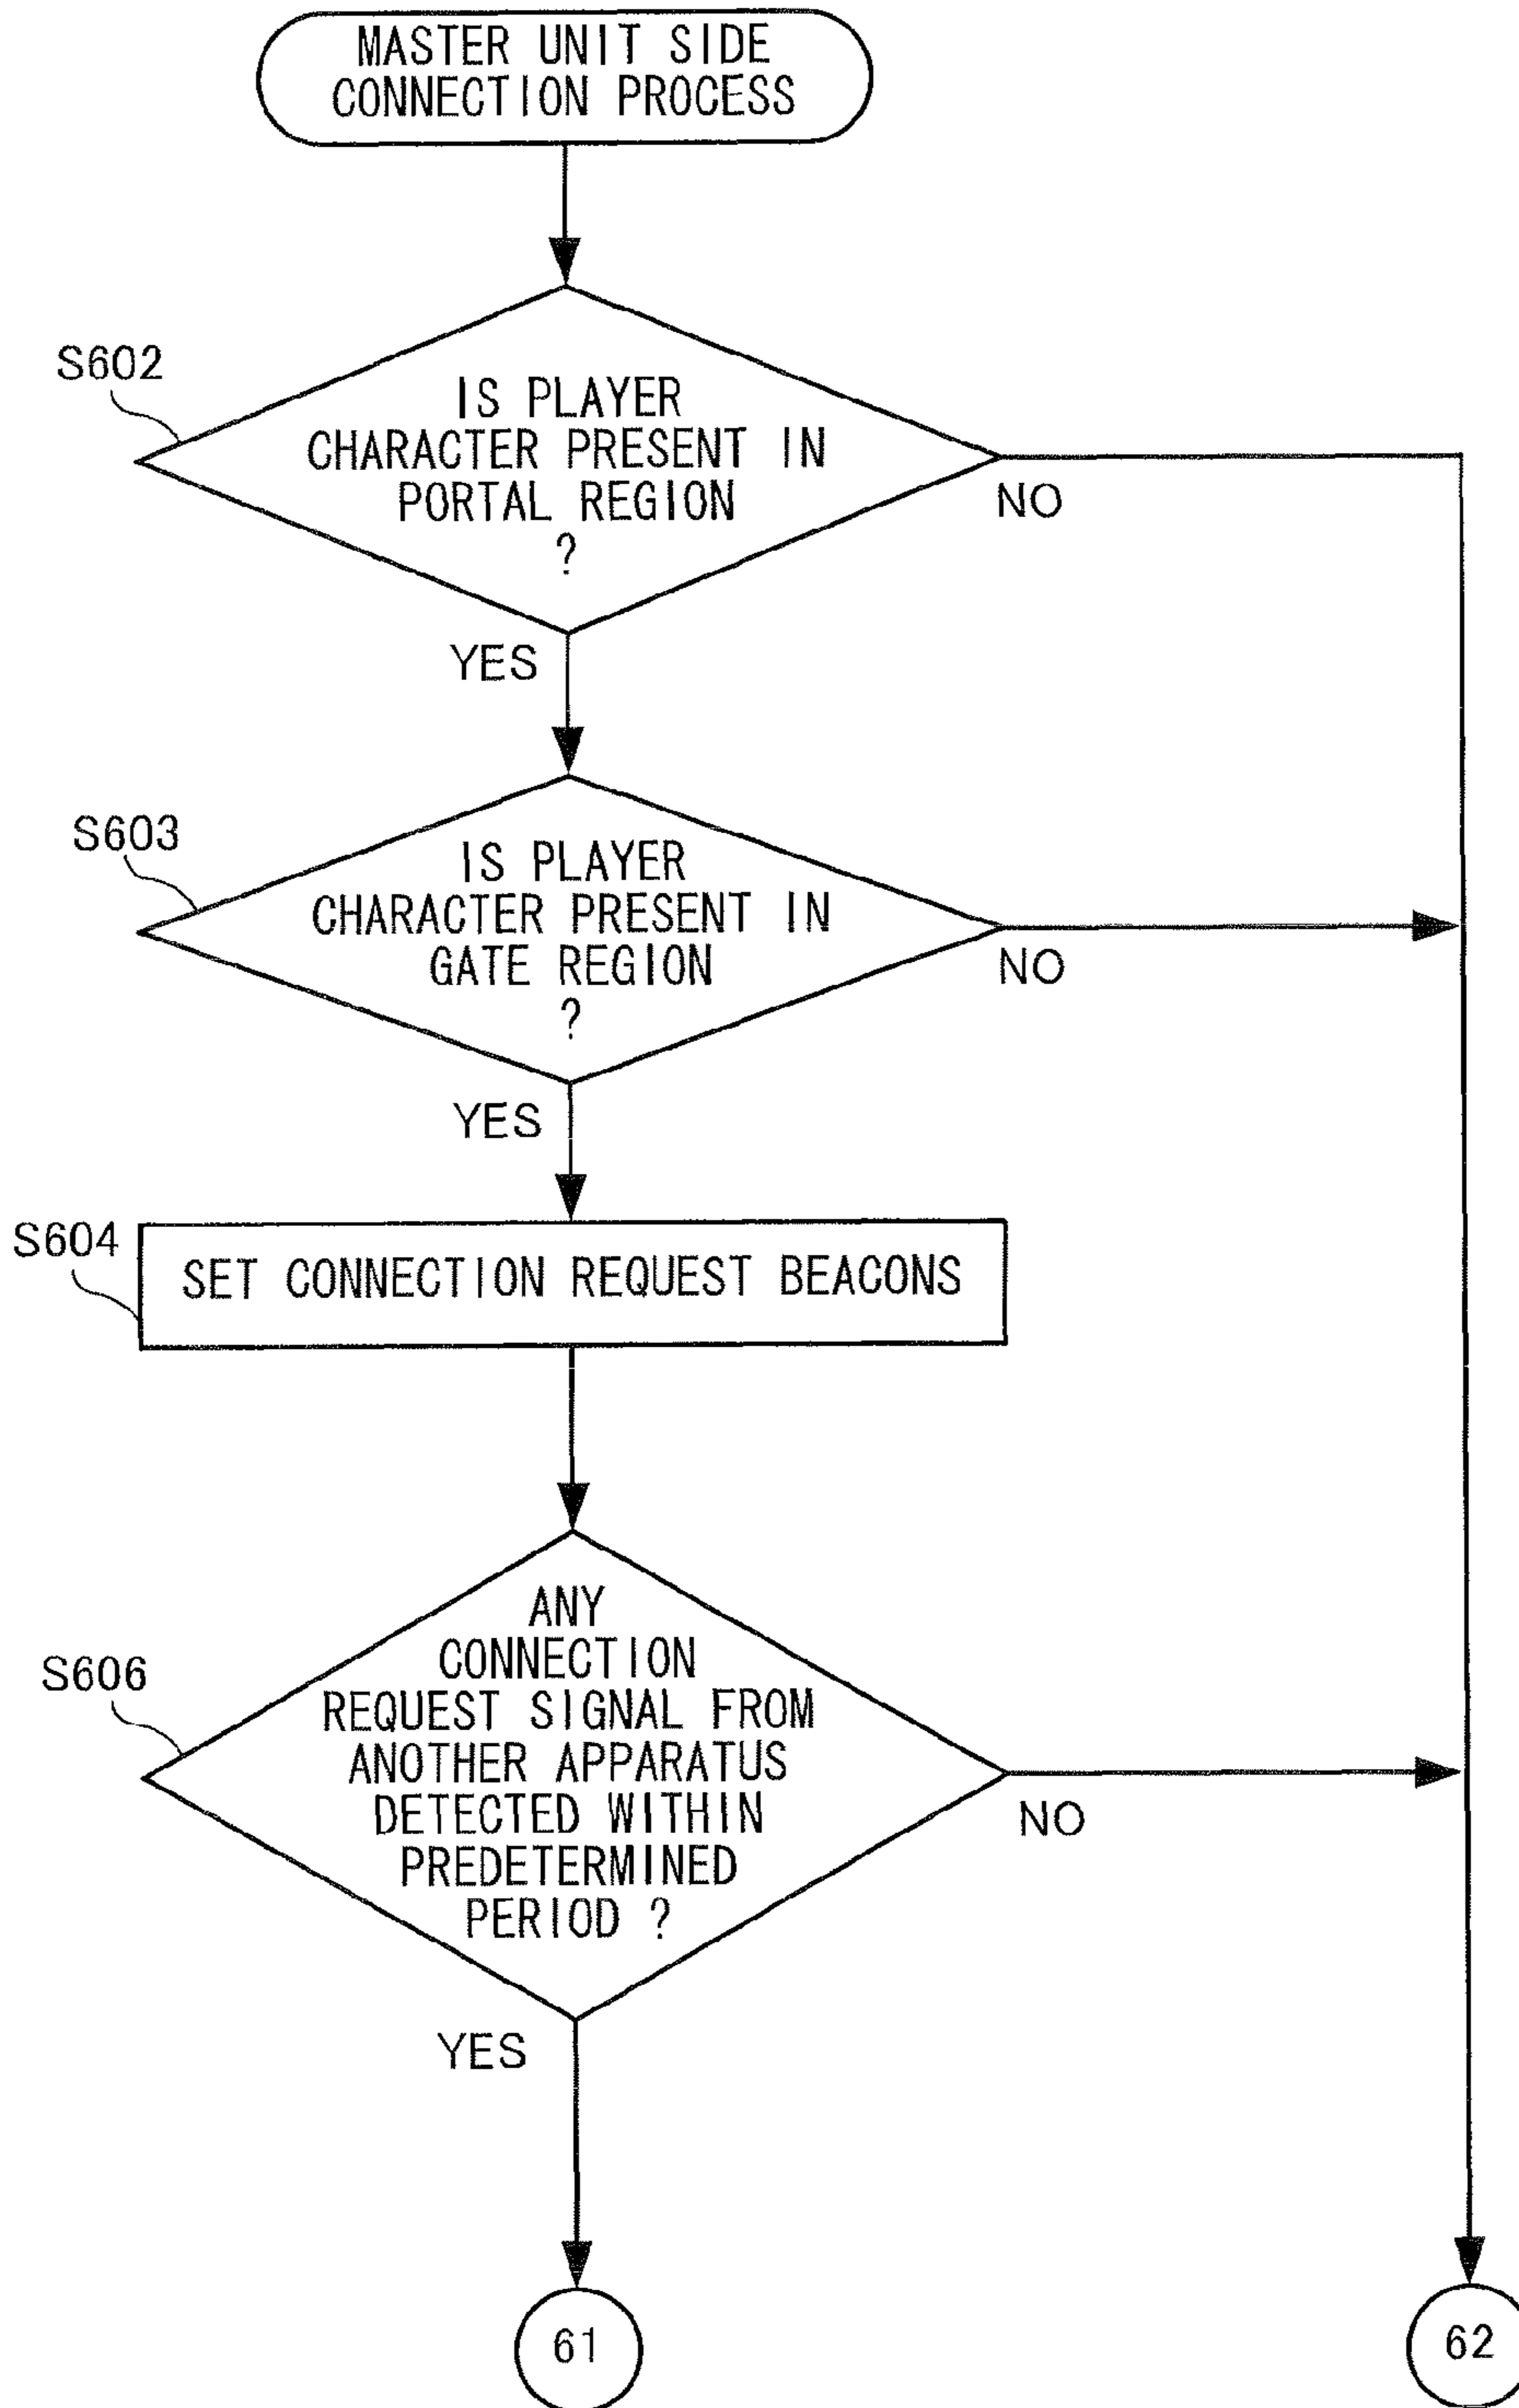 MASTER UNIT SIDE
CONNECTION PROCESS
S602
IS PLAYER
CHARACTER PRESENT IN
PORTAL REGION
?
NO
YES
S603
IS PLAYER
CHARACTER PRESENT IN
GATE REGION
?
NO
YES
S604
SET CONNECTION REQUEST BEACONS
S606
ANY
CONNECTION
REQUEST SIGNAL FROM
ANOTHER APPARATUS
DETECTED WITHIN
PREDETERMINED
PERIOD ?
NO
YES
61
62